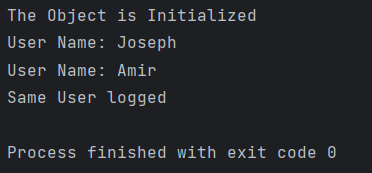 The Object is Initialized
User Name: Joseph
User Name: Amir
Same User logged
Process finished with exit code 0